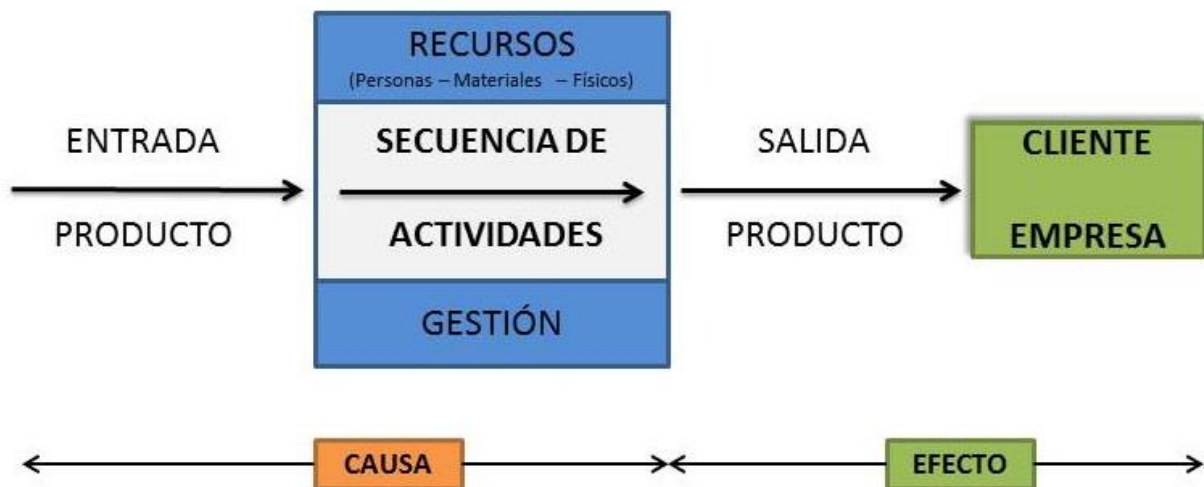 RECURSOS
(Personas – Materiales – Físicos)
ENTRADA
PRODUCTO
SECUENCIA DE
ACTIVIDADES
GESTIÓN
SALIDA
PRODUCTO
CLIENTE
EMPRESA
CAUSA
EFECTO